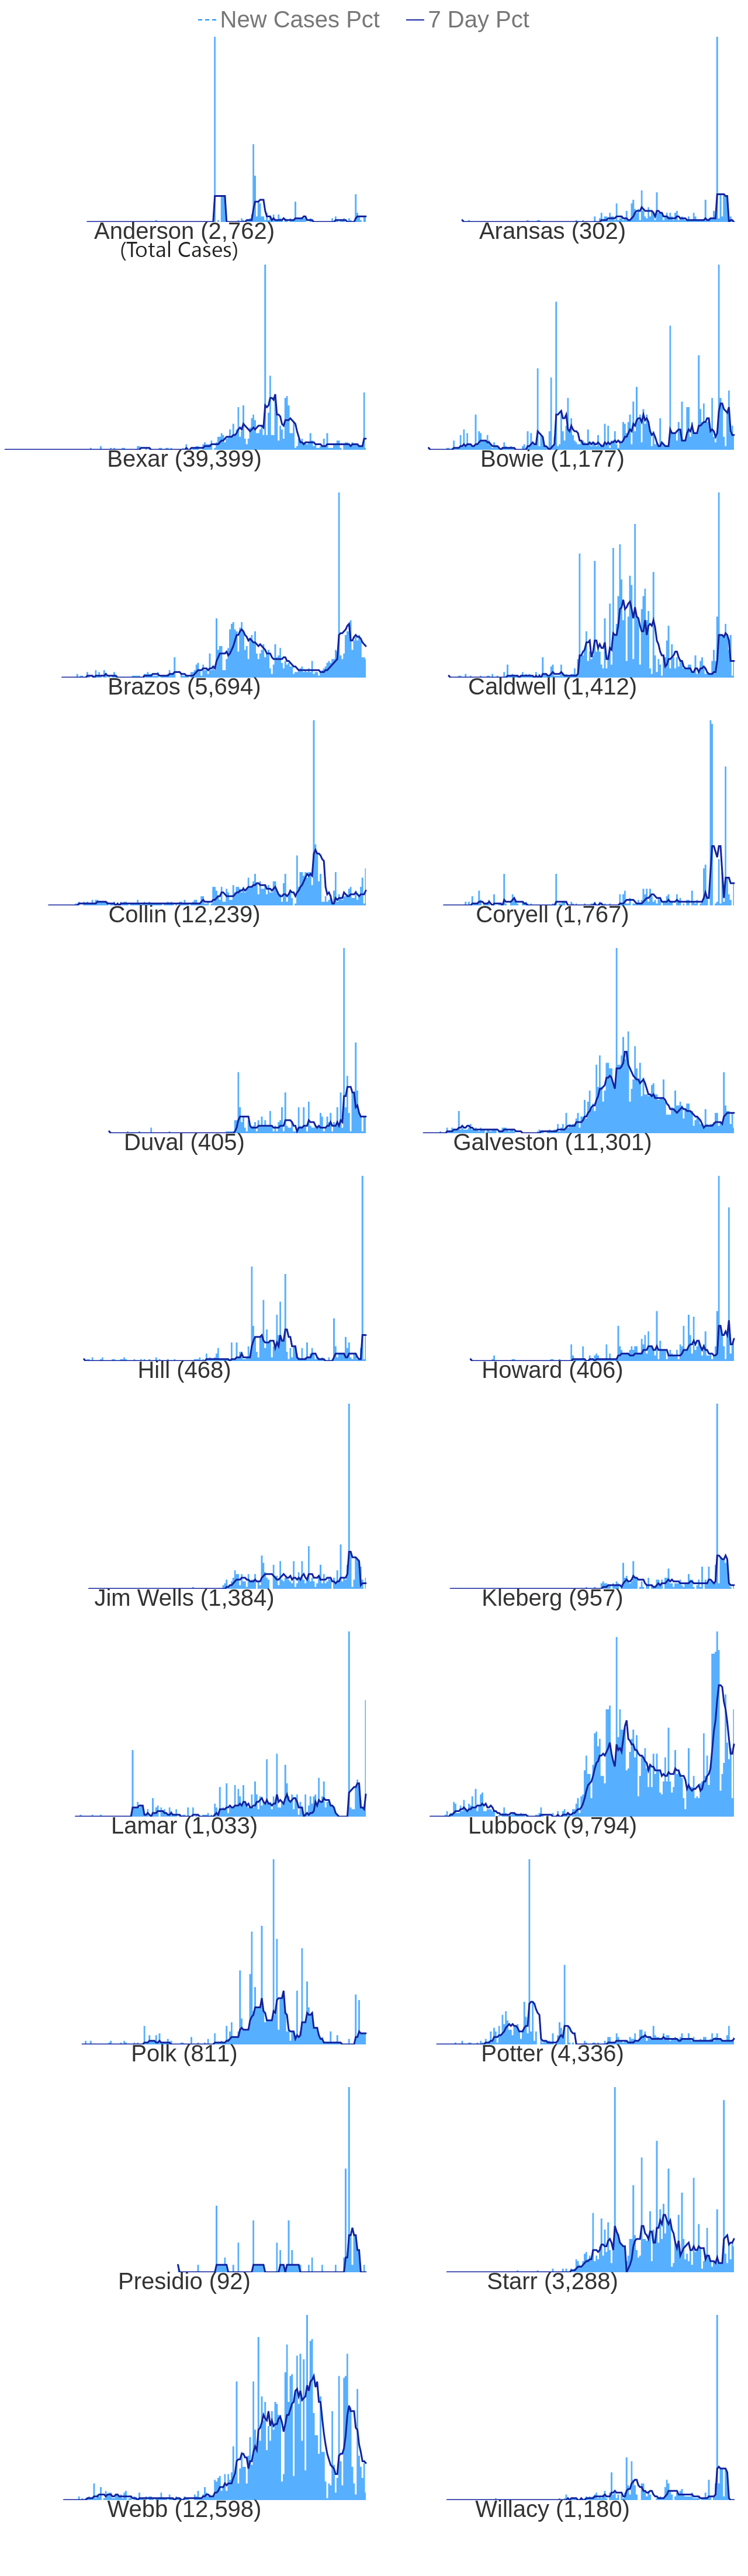 New Cases Pct 7 Day Pct
Anderson (2,762) Aransas (302)
(Total Cases)
Bexar (39,399) Bowie (1,177)
Brazos (5,694) Caldwell (1,412)
Collin (12,239) Coryell (1,767)
Duval (405) Galveston (11,301)
Hill (468) Howard (406)
Jim Wells (1,384) Kleberg (957)
Lamar (1,033) Lubbock (9,794)
Polk (811) Potter (4,336)
Presidio (92) Starr (3,288)
Webb (12,598) Willacy (1,180)